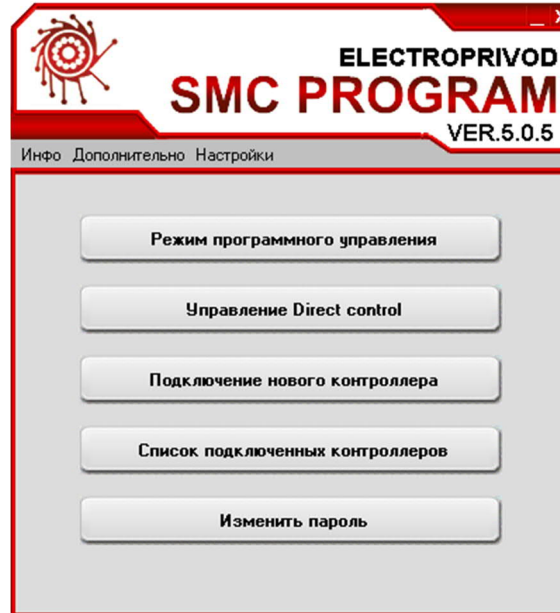 _ X
ELECTROPRIVOD
SMC PROGRAM
VER.5.0.5
Инфо Дополнительно Настройки
Режим программного управления
Управление Direct control
Подключение нового контроллера
Список подключенных контроллеров
Изменить пароль